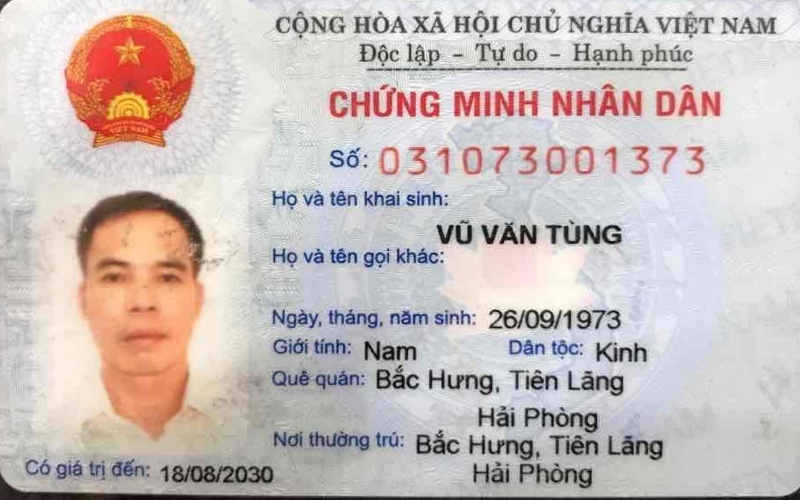 CỘNG HÒA XÃ HỘI CHỦ NGHĨA VIỆT NAM
Độc lập - Tự do - Hạnh phúc
VIỆT NAM
CHỨNG MINH NHÂN DÂN
Số: 031073001373
Họ và tên khai sinh:
VŨ VĂN TÙNG
Họ và tên gọi khác:
Ngày, tháng, năm sinh: 26/09/1973
Giới tính: Nam Dân tộc: Kinh
Quê quán: Bắc Hưng, Tiên Lãng
Hải Phòng
Nơi thường trú: Bắc Hưng, Tiên Lãng
Hải Phòng
Có giá trị đến: 18/08/2030